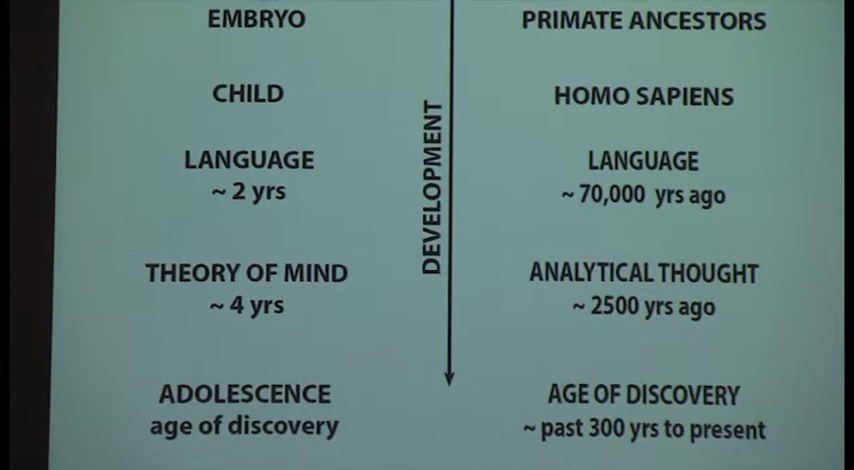 EMBRYO
CHILD
LANGUAGE
~ 2 yrs
THEORY OF MIND
~ 4 yrs
ADOLESCENCE
age of discovery
DEVELOPMENT
PRIMATE ANCESTORS
HOMO SAPIENS
LANGUAGE
~ 70,000 yrs ago
ANALYTICAL THOUGHT
~ 2500 yrs ago
AGE OF DISCOVERY
~ past 300 yrs to present